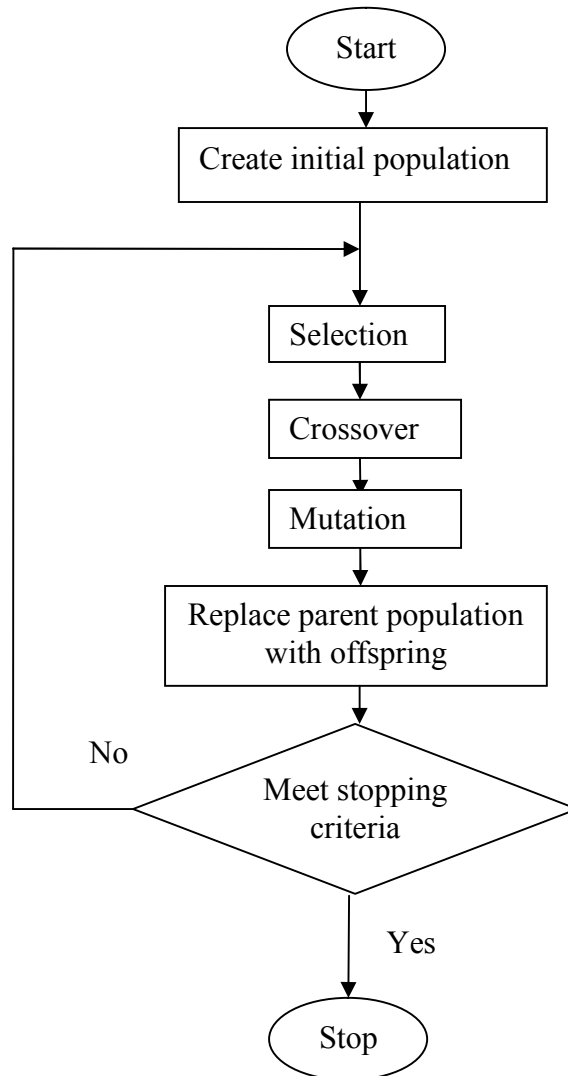 Start
Create initial population
Selection
Crossover
Mutation
Replace parent population
with offspring
No
Meet stopping
criteria
Yes
Stop